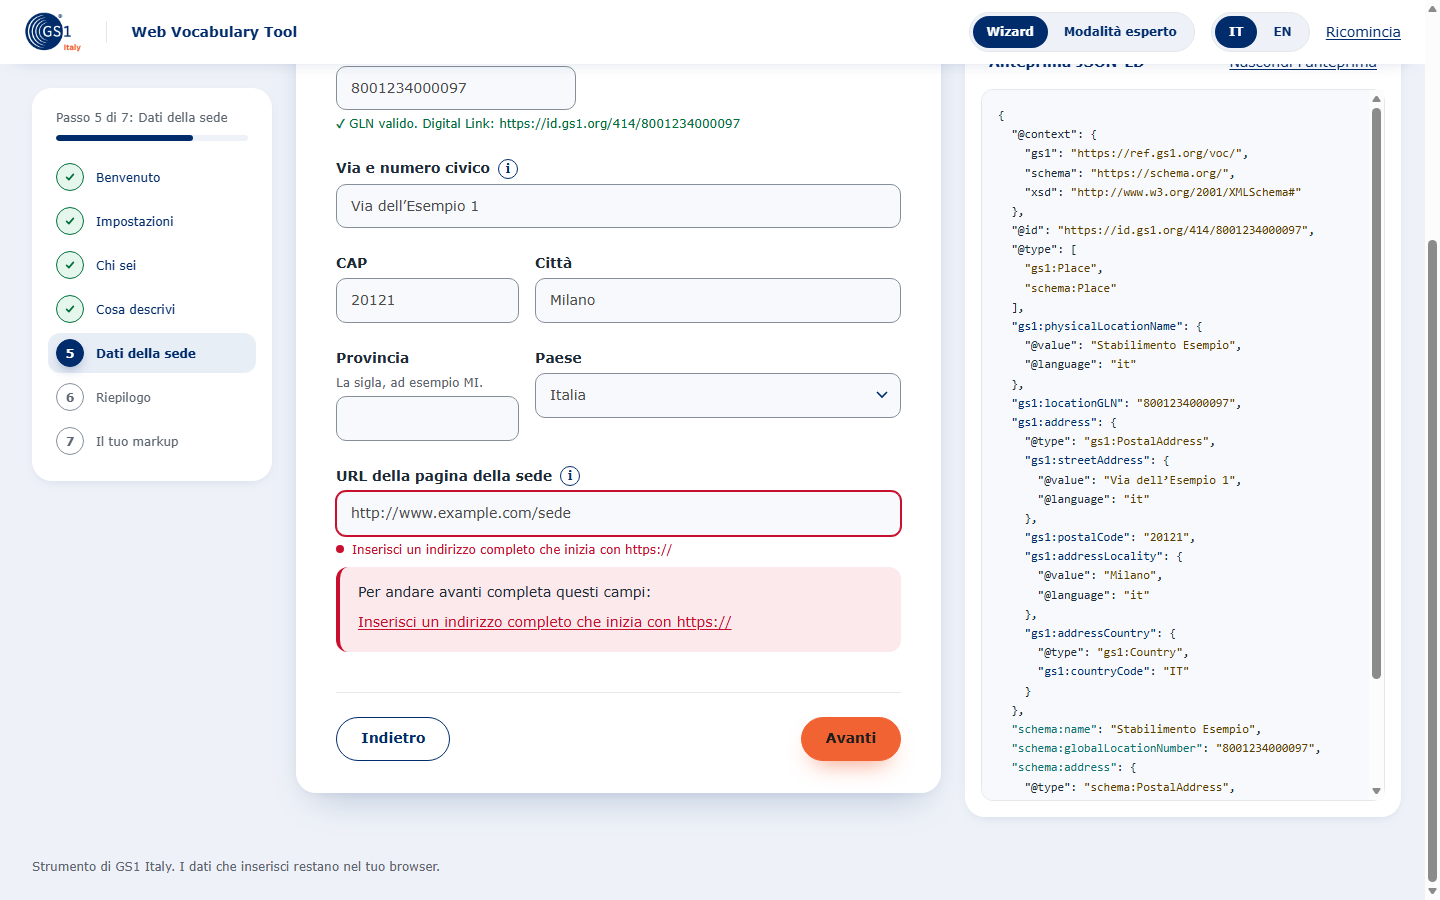 GS1 Italy
Web Vocabulary Tool
Wizard
Modalità esperto
IT
EN
Ricomincia
Passo 5 di 7: Dati della sede
Benvenuto
Impostazioni
Chi sei
Cosa descrivi
5 Dati della sede
6 Riepilogo
7 Il tuo markup
8001234000097
✓ GLN valido. Digital Link: https://id.gs1.org/414/8001234000097
Via e numero civico i
Via dell’Esempio 1
CAP
Città
20121
Milano
Provincia
Paese
La sigla, ad esempio MI.
Italia
URL della pagina della sede i
http://www.example.com/sede
Inserisci un indirizzo completo che inizia con https://
Per andare avanti completa questi campi:
Inserisci un indirizzo completo che inizia con https://
Indietro
Avanti
Anteprima JSON-LD
Nascondi l'anteprima
{
"@context": {
"gs1": "https://ref.gs1.org/voc/",
"schema": "https://schema.org/",
"xsd": "http://www.w3.org/2001/XMLSchema#"
},
"@id": "https://id.gs1.org/414/8001234000097",
"@type": [
"gs1:Place",
"schema:Place"
],
"gs1:physicalLocationName": {
"@value": "Stabilimento Esempio",
"@language": "it"
},
"gs1:locationGLN": "8001234000097",
"gs1:address": {
"@type": "gs1:PostalAddress",
"gs1:streetAddress": {
"@value": "Via dell’Esempio 1",
"@language": "it"
},
"gs1:postalCode": "20121",
"gs1:addressLocality": {
"@value": "Milano",
"@language": "it"
},
"gs1:addressCountry": {
"@type": "gs1:Country",
"gs1:countryCode": "IT"
}
},
"schema:name": "Stabilimento Esempio",
"schema:globalLocationNumber": "8001234000097",
"schema:address": {
"@type": "schema:PostalAddress",
Strumento di GS1 Italy. I dati che inserisci restano nel tuo browser.